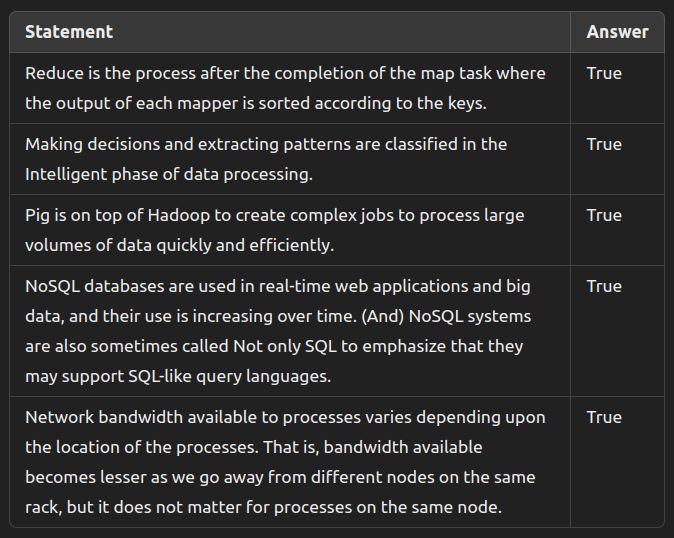 Statement Answer
Reduce is the process after the completion of the map task where True
the output of each mapper is sorted according to the keys.
Making decisions and extracting patterns are classified in the True
Intelligent phase of data processing.
Pig is on top of Hadoop to create complex jobs to process large True
volumes of data quickly and efficiently.
NoSQL databases are used in real-time web applications and big True
data, and their use is increasing over time. (And) NoSQL systems
are also sometimes called Not only SQL to emphasize that they
may support SQL-like query languages.
Network bandwidth available to processes varies depending upon True
the location of the processes. That is, bandwidth available
becomes lesser as we go away from different nodes on the same
rack, but it does not matter for processes on the same node.